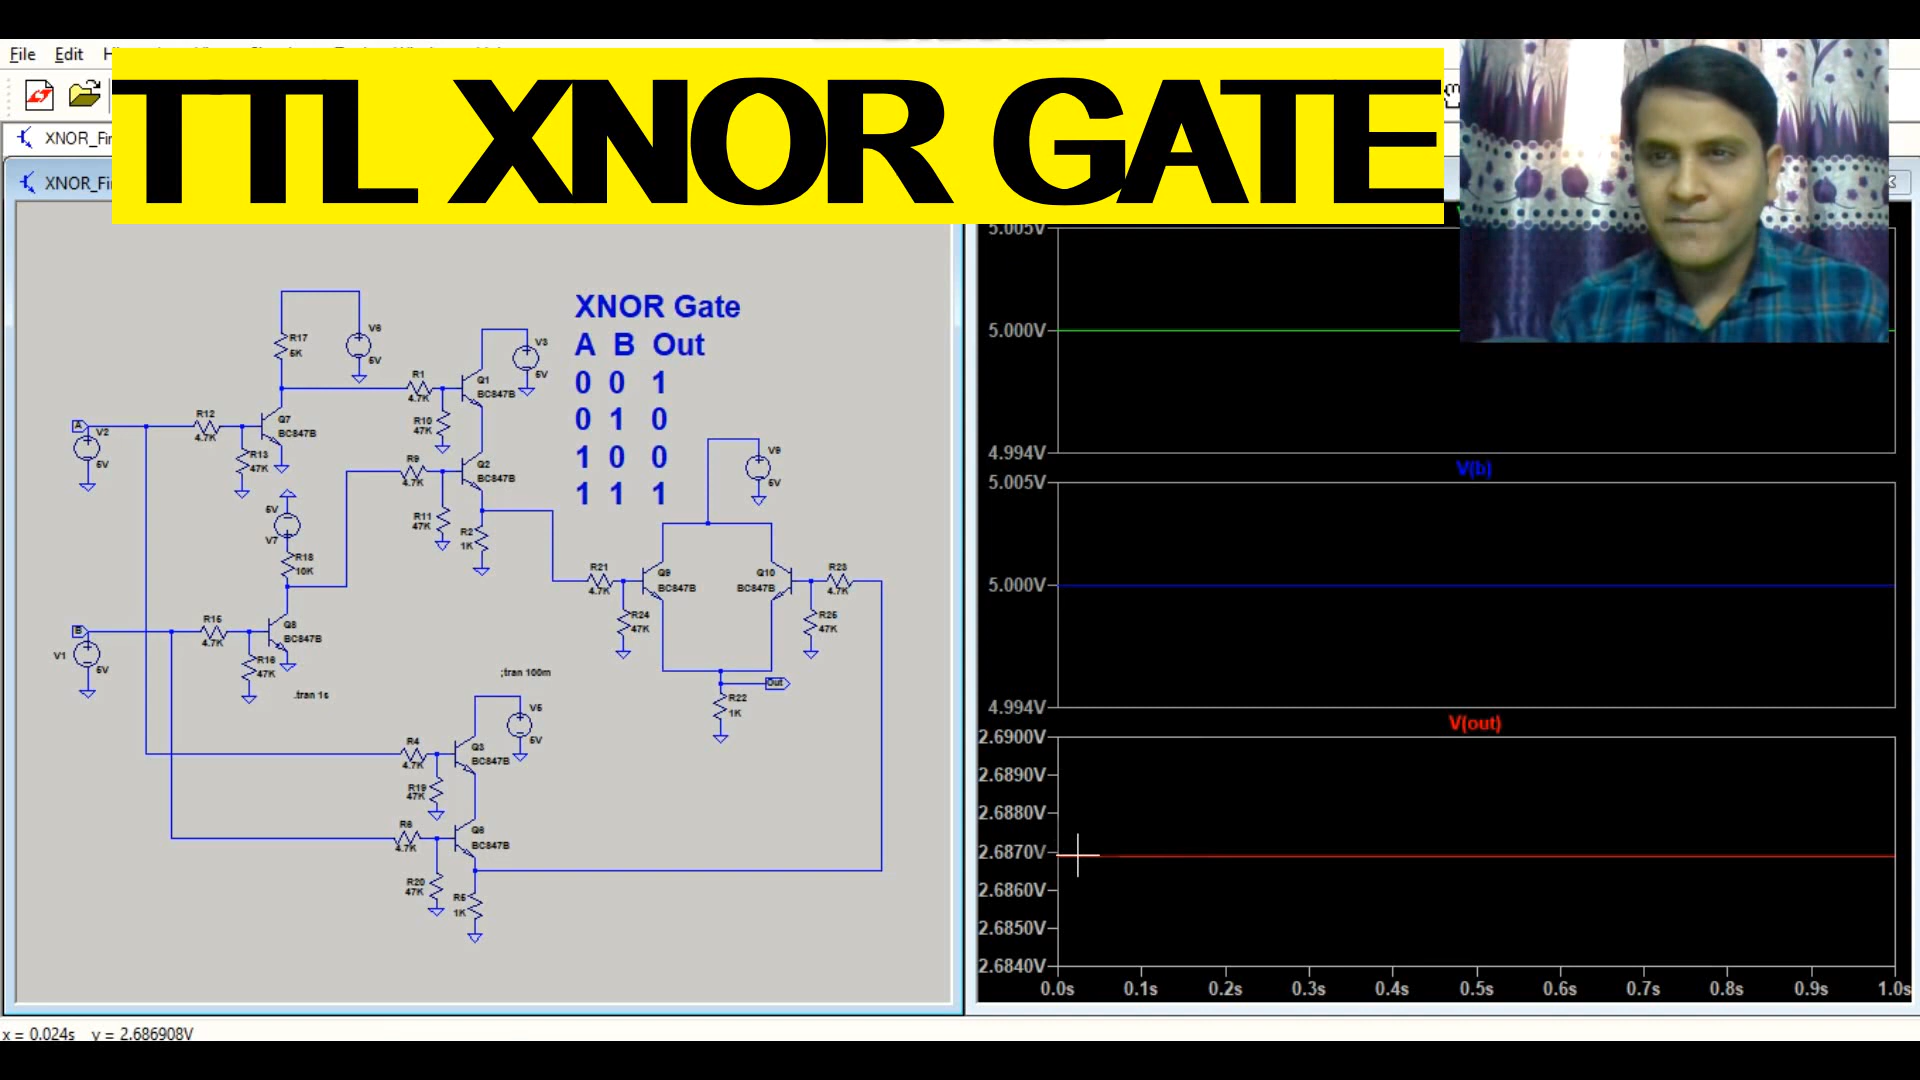 File Edit
TTL XNOR GATE
XNOR_Fir
XNOR_Fir
XNOR Gate
A B Out
0 0 1
0 1 0
1 0 0
1 1 1
R17
5K
V6
5V
V3
5V
R1
4.7K
Q1
BC847B
R10
47K
A
V2
5V
R12
4.7K
Q7
BC847B
R13
47K
R9
4.7K
Q2
BC847B
R11
47K
R2
1K
5V
V7
R18
10K
V9
5V
R21
4.7K
Q9
BC847B
Q10
BC847B
R23
4.7K
R24
47K
R25
47K
B
V1
5V
R15
4.7K
Q8
BC847B
R16
47K
.tran 1s
;tran 100m
Out
R22
1K
V5
5V
R4
4.7K
Q3
BC847B
R19
47K
R6
4.7K
Q6
BC847B
R20
47K
R5
1K
5.005V
5.000V
4.994V
V(b)
5.005V
5.000V
4.994V
V(out)
2.6900V
2.6890V
2.6880V
2.6870V
2.6860V
2.6850V
2.6840V
0.0s 0.1s 0.2s 0.3s 0.4s 0.5s 0.6s 0.7s 0.8s 0.9s 1.0s
x = 0.024s y = 2.686908V